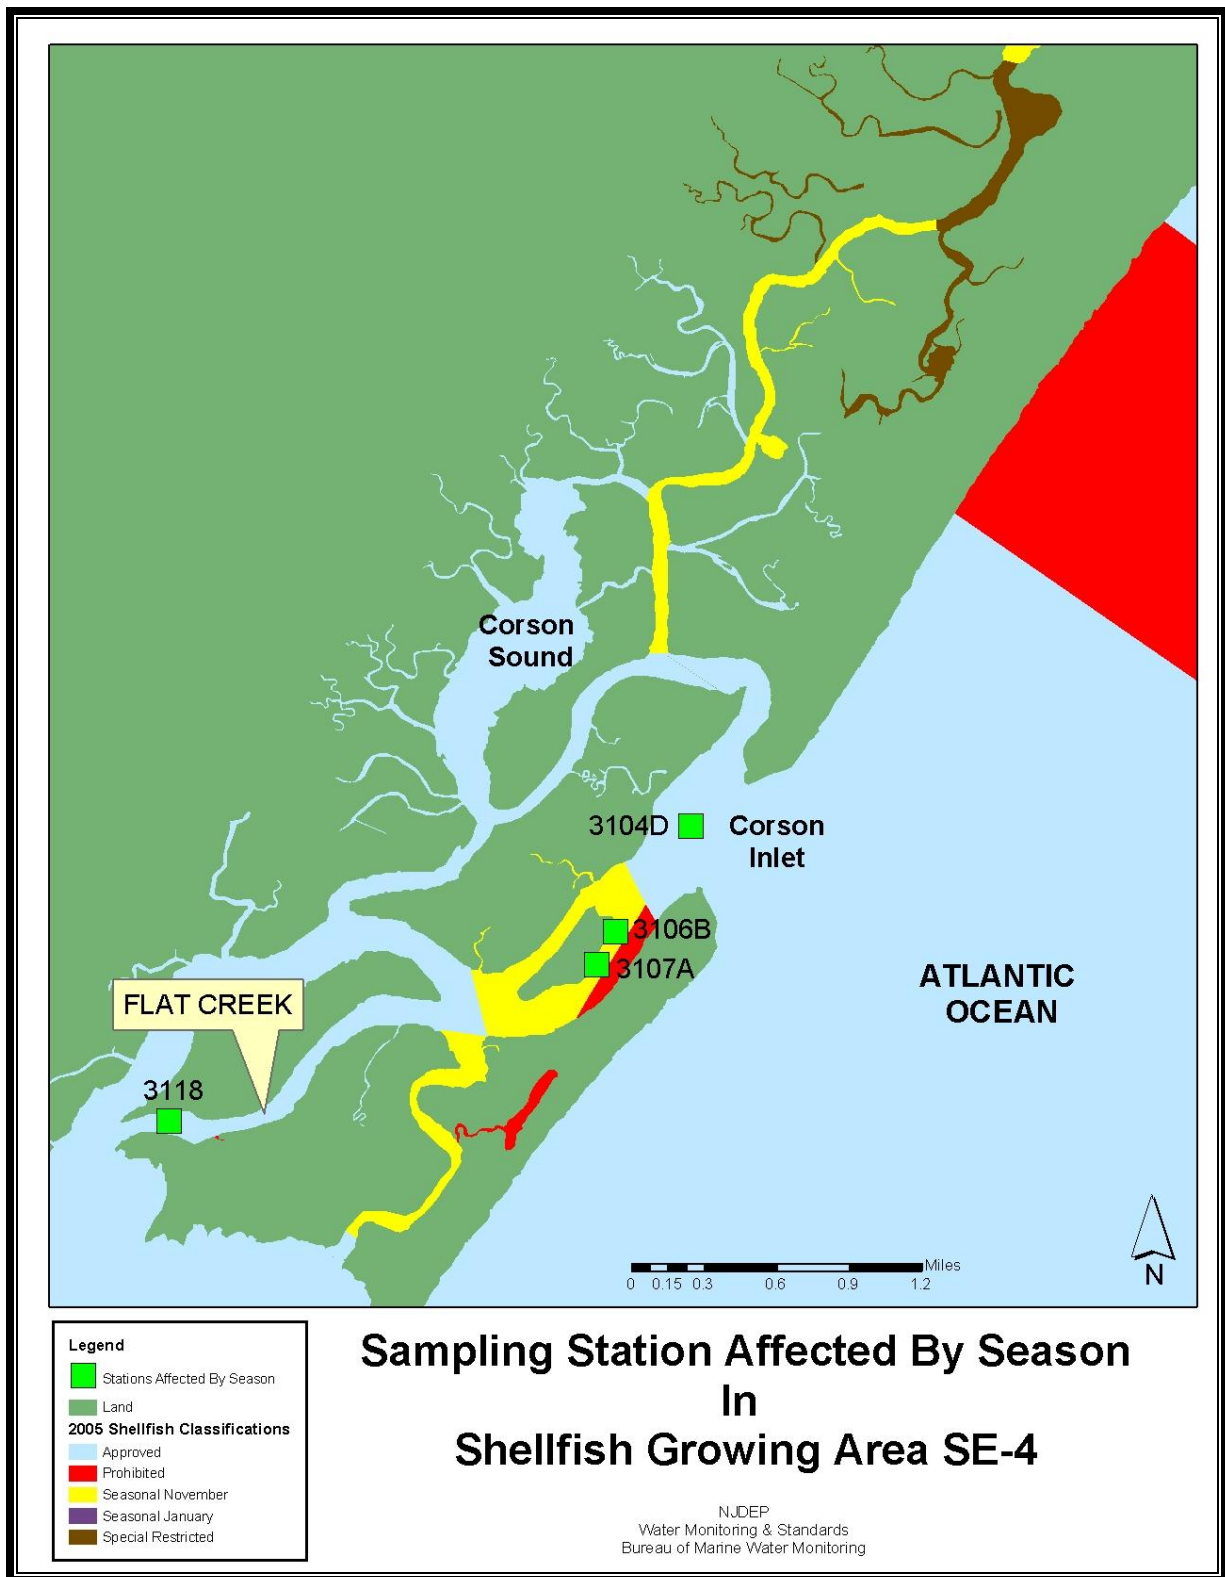 Corson
Sound
3104D
Corson
Inlet
3106B
3107A
ATLANTIC
OCEAN
FLAT CREEK
3118
Miles
0 0.15 0.3 0.6 0.9 1.2
N
Legend
Stations Affected By Season
Land
2005 Shellfish Classifications
Approved
Prohibited
Seasonal November
Seasonal January
Special Restricted
Sampling Station Affected By Season
In
Shellfish Growing Area SE-4
NJDEP
Water Monitoring & Standards
Bureau of Marine Water Monitoring